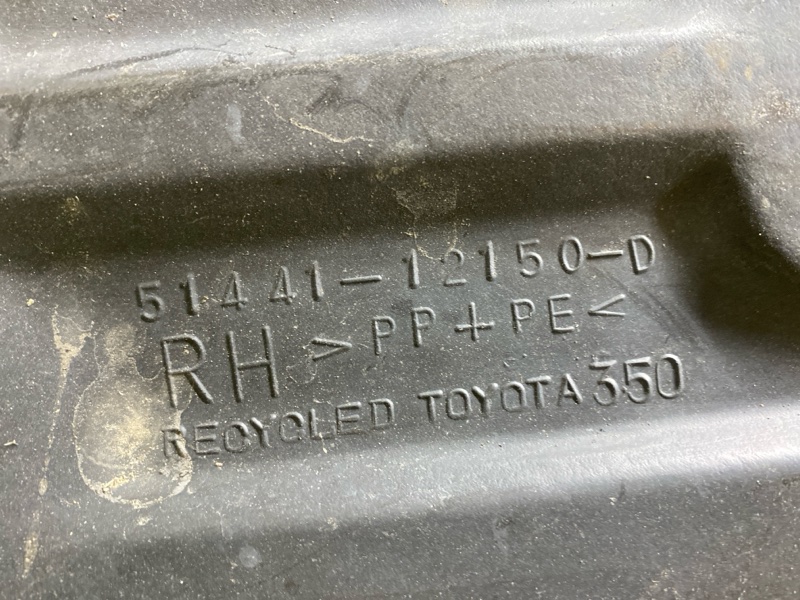 51441-12150-D
RH >PP+PE<
RECYCLED TOYOTA 350